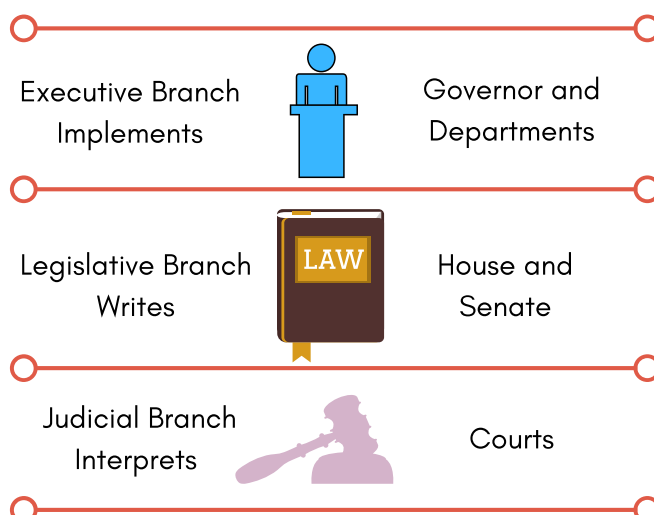 Executive Branch
Implements
Governor and
Departments
Legislative Branch
Writes
LAW
House and
Senate
Judicial Branch
Interprets
Courts